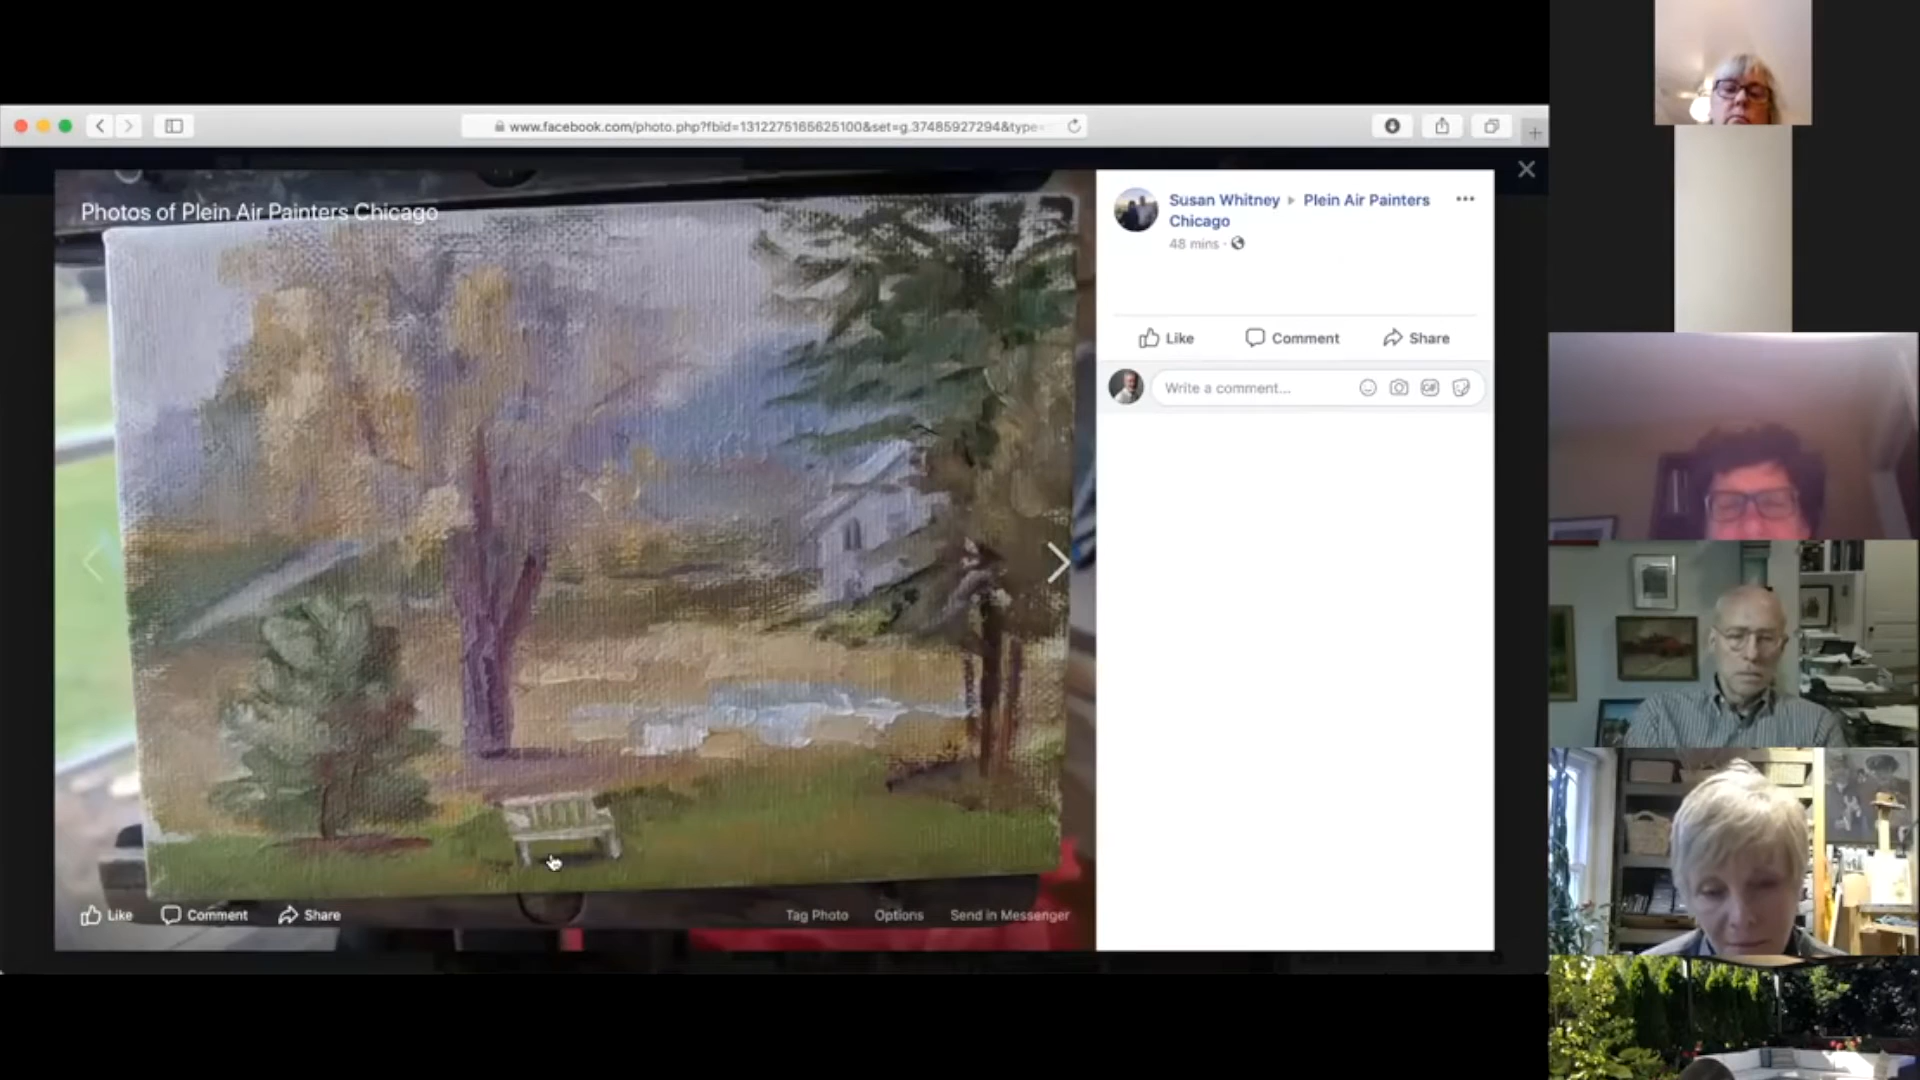 www.facebook.com/photo.php?fbid=1312275165625100&set=g.37485927294&type=
Photos of Plein Air Painters Chicago
Susan Whitney ▸ Plein Air Painters
Chicago
48 mins ·
Like Comment Share
Write a comment...
GIF
Like Comment Share
Tag Photo Options Send in Messenger